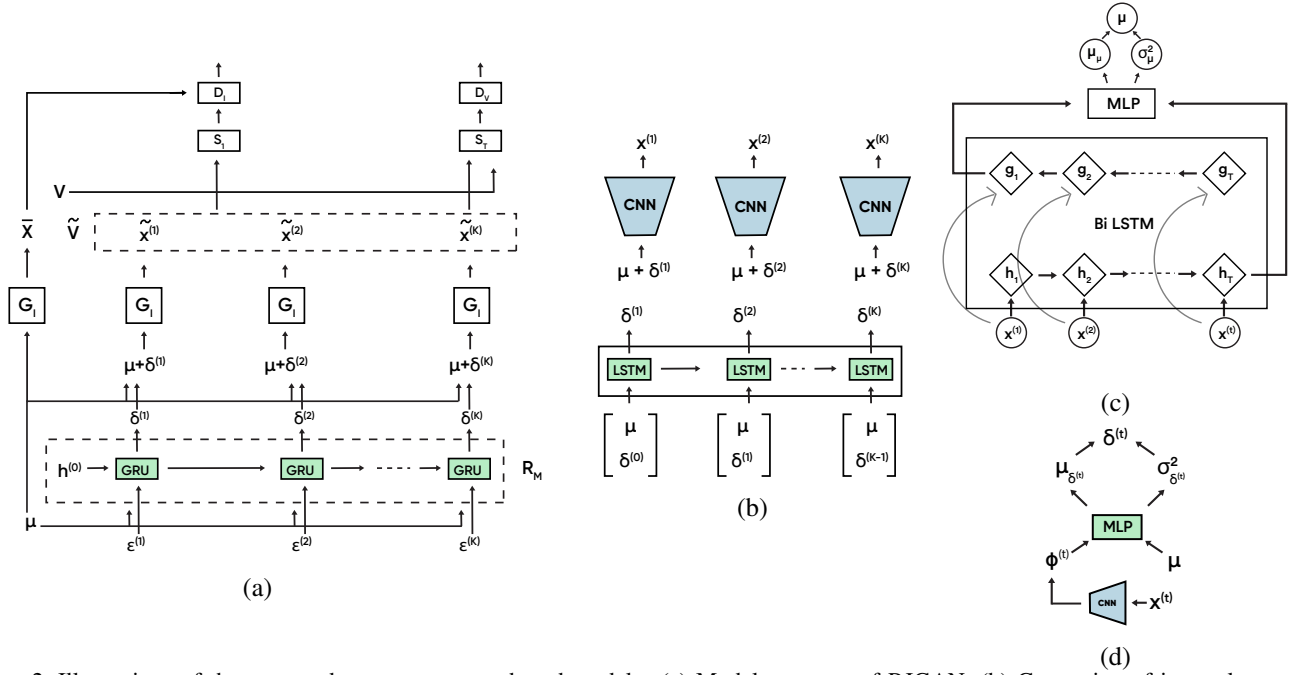 D_I D_V
S_1 S_T
V
X̄ Ṽ x̃^(1) x̃^(2) x̃^(K)
G_I G_I G_I G_I
μ+δ^(1) μ+δ^(2) μ+δ^(K)
δ^(1) δ^(2) δ^(K)
h^(0) GRU GRU GRU R_M
μ
ε^(1) ε^(2) ε^(K)
(a)
x^(1) x^(2) x^(K)
CNN CNN CNN
μ + δ^(1) μ + δ^(2) μ + δ^(K)
δ^(1) δ^(2) δ^(K)
LSTM LSTM LSTM
μ μ μ
δ^(0) δ^(1) δ^(K-1)
(b)
μ
μ_μ σ²_μ
MLP
g_1 g_2 g_T
Bi LSTM
h_1 h_2 h_T
x^(1) x^(2) x^(t)
(c)
δ^(t)
μ_δ^(t) σ²_δ^(t)
MLP
ϕ^(t) μ
CNN x^(t)
(d)